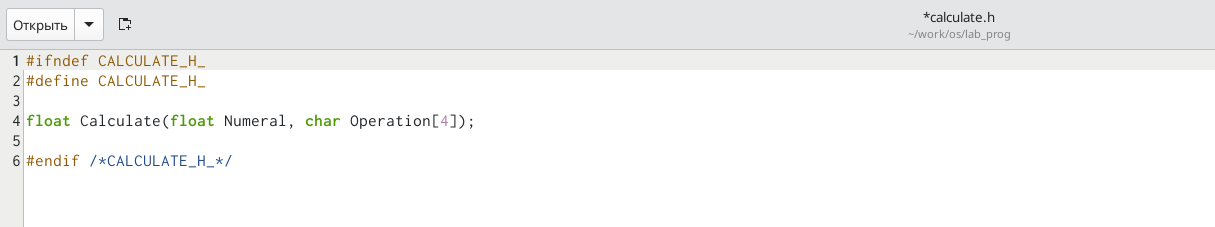 Открыть
*calculate.h
~/work/os/lab_prog
1 #ifndef CALCULATE_H_
2 #define CALCULATE_H_
3
4 float Calculate(float Numeral, char Operation[4]);
5
6 #endif /*CALCULATE_H_*/